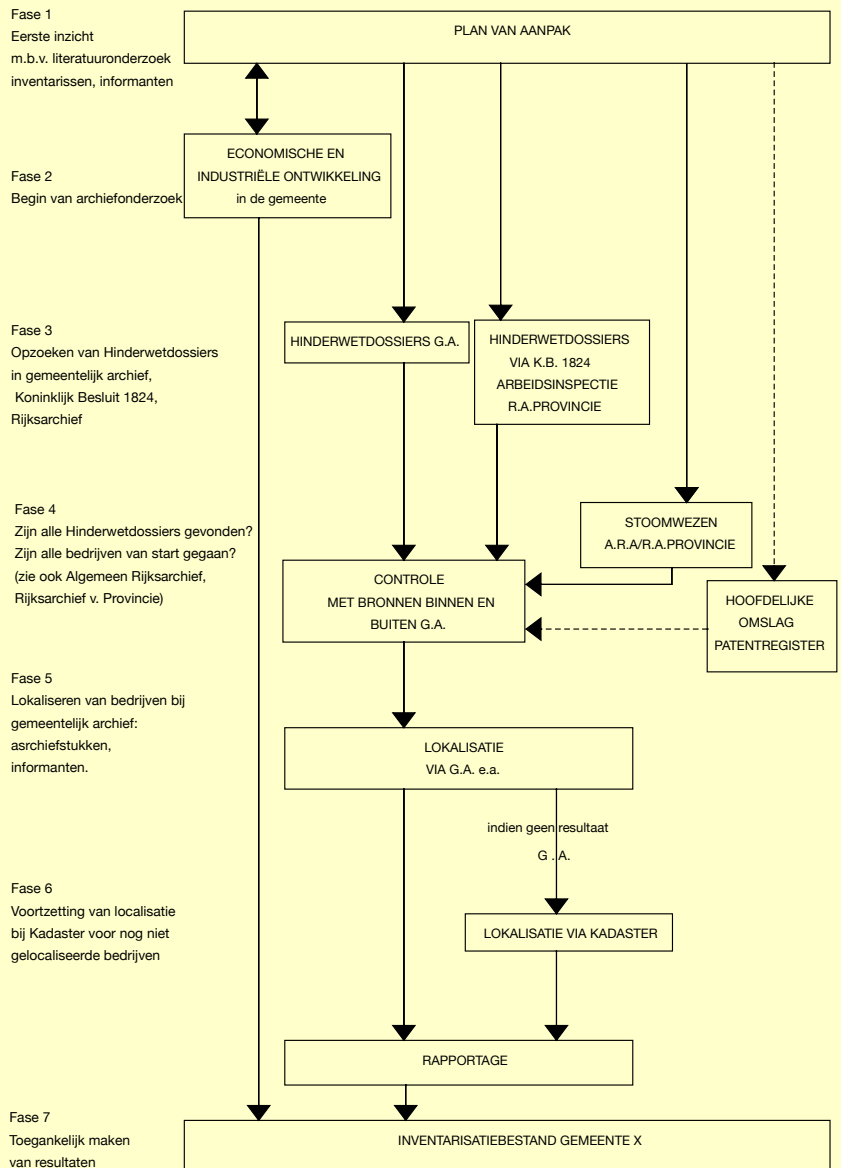 Fase 1
Eerste inzicht
m.b.v. literatuuronderzoek
inventarissen, informanten
PLAN VAN AANPAK
ECONOMISCHE EN
INDUSTRIËLE ONTWIKKELING
in de gemeente
Fase 2
Begin van archiefonderzoek
Fase 3
Opzoeken van Hinderwetdossiers
in gemeentelijk archief,
Koninklijk Besluit 1824,
Rijksarchief
HINDERWETDOSSIERS G.A.
HINDERWETDOSSIERS
VIA K.B. 1824
ARBEIDSINSPECTIE
R.A.PROVINCIE
Fase 4
Zijn alle Hinderwetdossiers gevonden?
Zijn alle bedrijven van start gegaan?
(zie ook Algemeen Rijksarchief,
Rijksarchief v. Provincie)
STOOMWEZEN
A.R.A/R.A.PROVINCIE
CONTROLE
MET BRONNEN BINNEN EN
BUITEN G.A.
HOOFDELIJKE
OMSLAG
PATENTREGISTER
Fase 5
Lokaliseren van bedrijven bij
gemeentelijk archief:
asrchiefstukken,
informanten.
LOKALISATIE
VIA G.A. e.a.
indien geen resultaat
G . A.
Fase 6
Voortzetting van localisatie
bij Kadaster voor nog niet
gelocaliseerde bedrijven
LOKALISATIE VIA KADASTER
RAPPORTAGE
Fase 7
Toegankelijk maken
van resultaten
INVENTARISATIEBESTAND GEMEENTE X